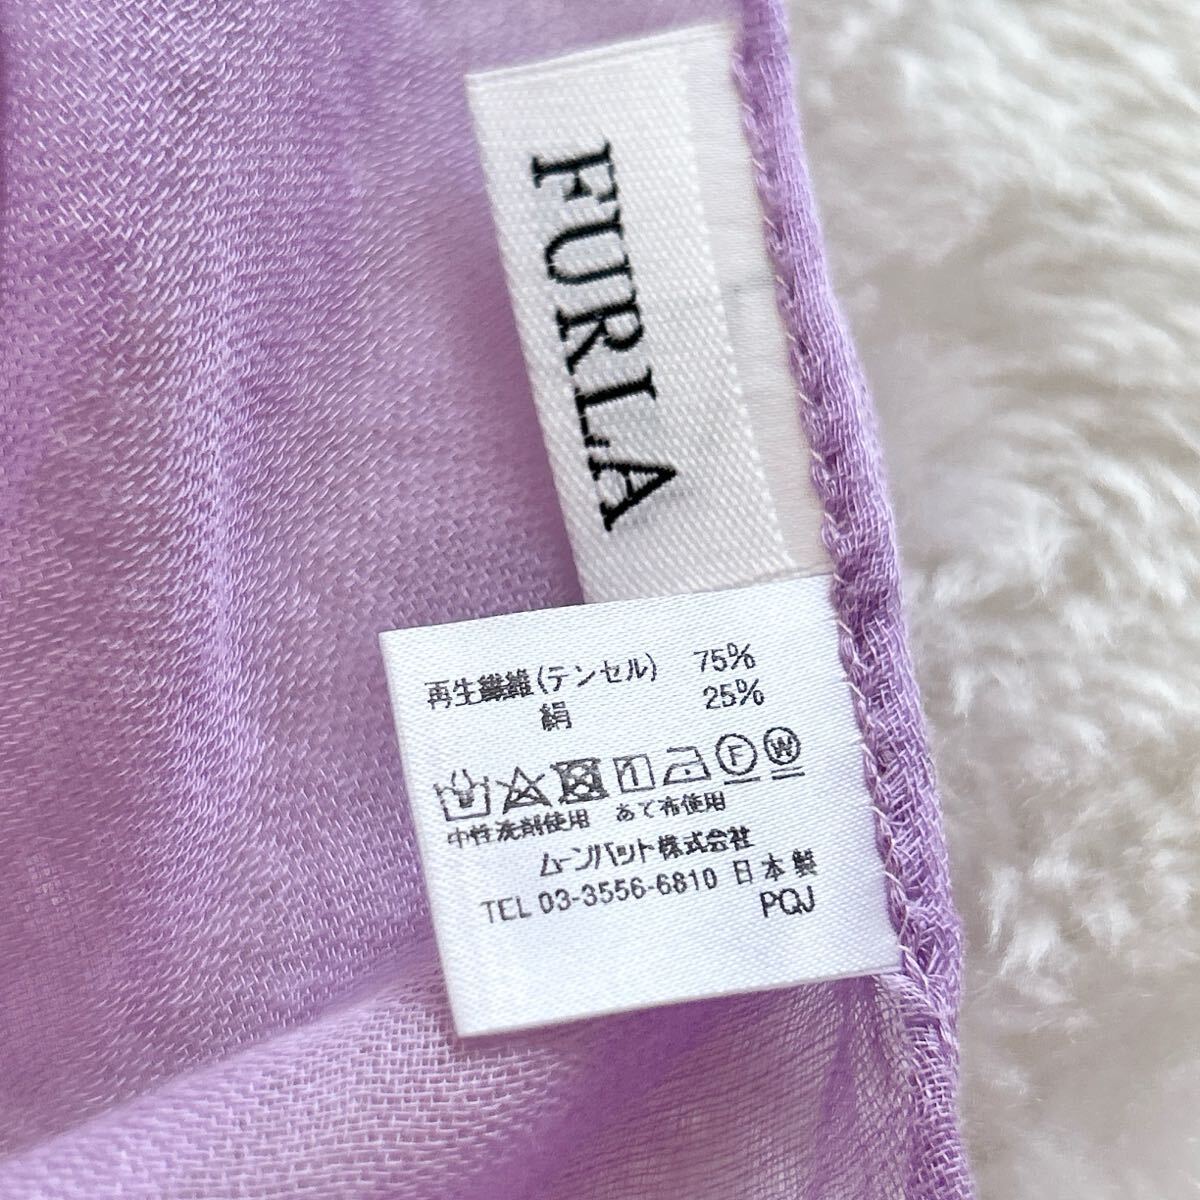 FURLA
再生繊維(テンセル) 75%
絹 25%
F W
中性洗剤使用 あて布使用
ムーンバット株式会社
TEL 03-3556-6810 日本製
PQJ